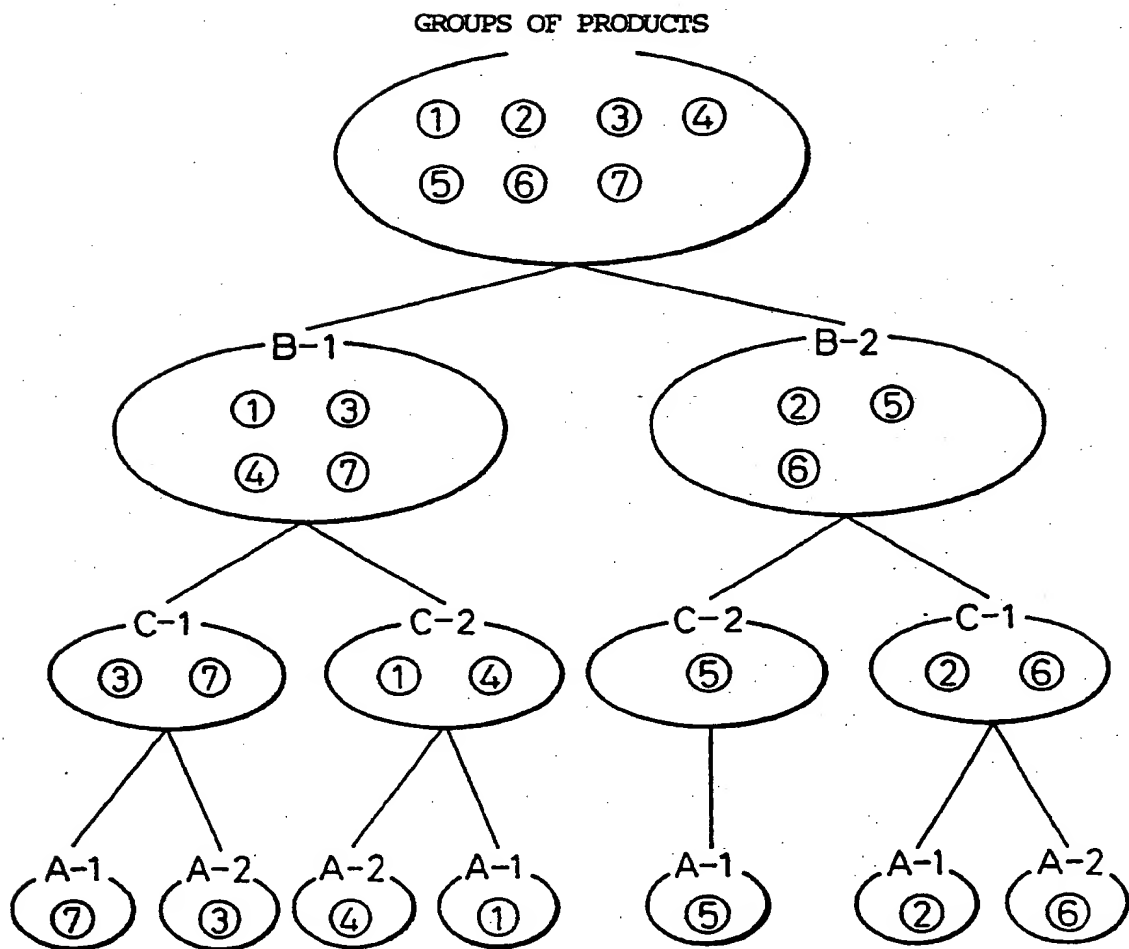 GROUPS OF PRODUCTS
① ② ③ ④
⑤ ⑥ ⑦
B-1 B-2
① ③ ② ⑤
④ ⑦ ⑥
C-1 C-2 C-2 C-1
③ ⑦ ① ④ ⑤ ② ⑥
A-1 A-2 A-2 A-1 A-1 A-1 A-2
⑦ ③ ④ ① ⑤ ② ⑥